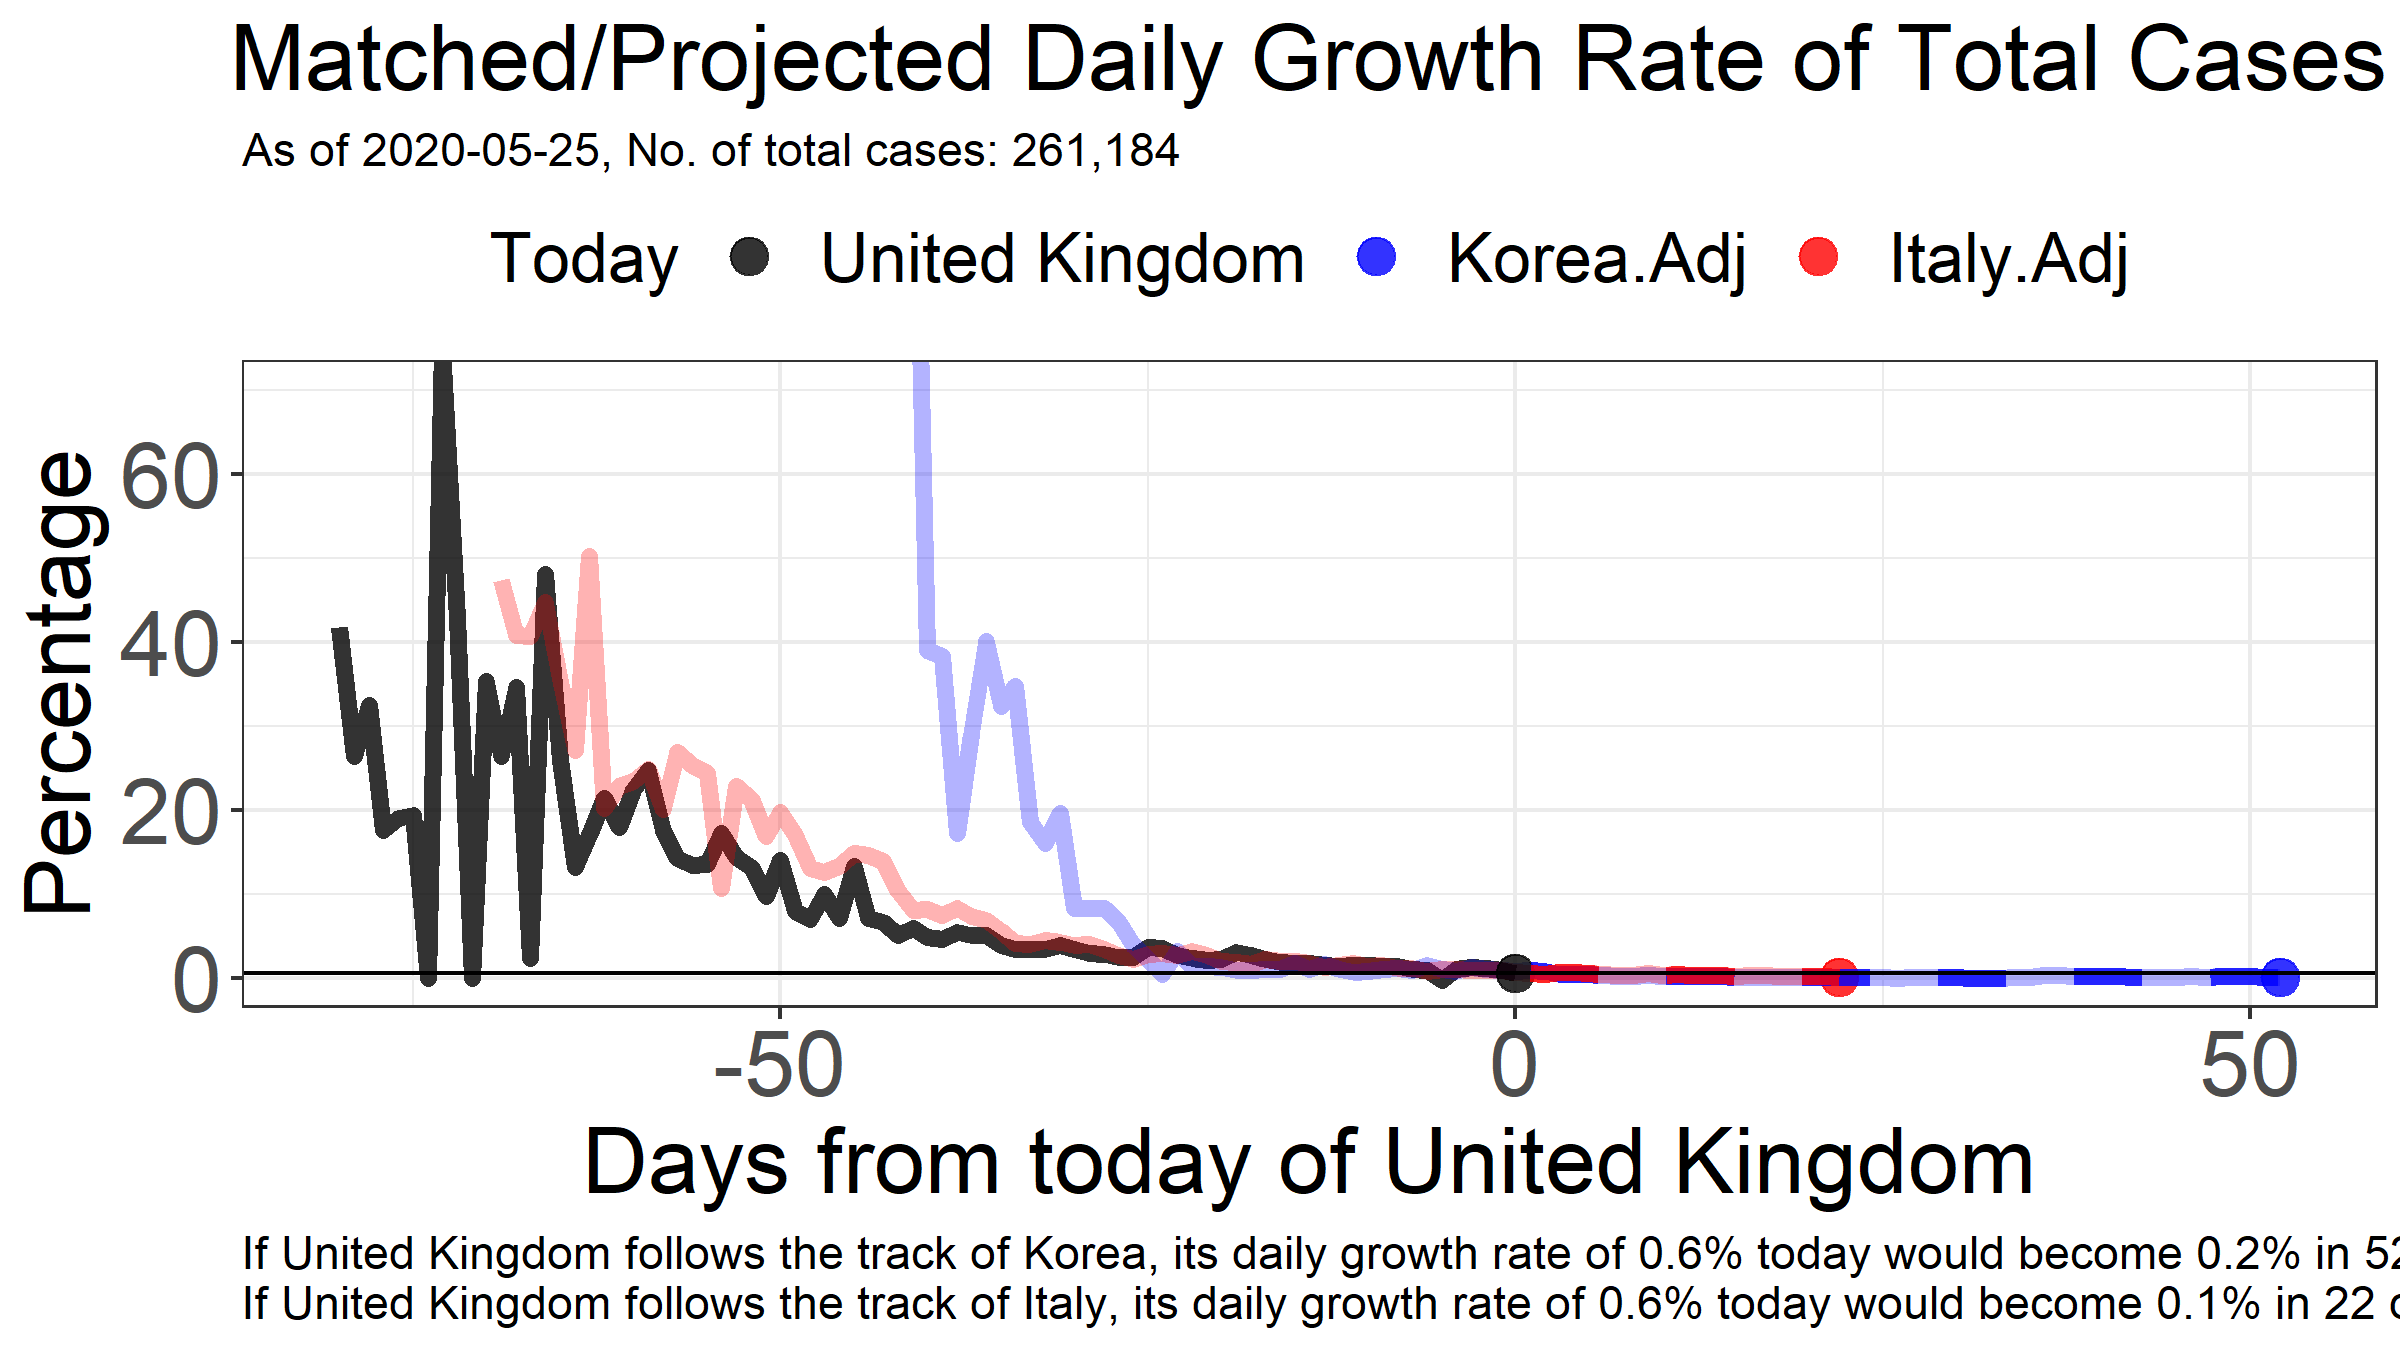 Matched/Projected Daily Growth Rate of Total Cases
As of 2020-05-25, No. of total cases: 261,184
Today United Kingdom Korea.Adj Italy.Adj
Percentage
60
40
20
0
-50 0 50
Days from today of United Kingdom
If United Kingdom follows the track of Korea, its daily growth rate of 0.6% today would become 0.2% in 52
If United Kingdom follows the track of Italy, its daily growth rate of 0.6% today would become 0.1% in 22